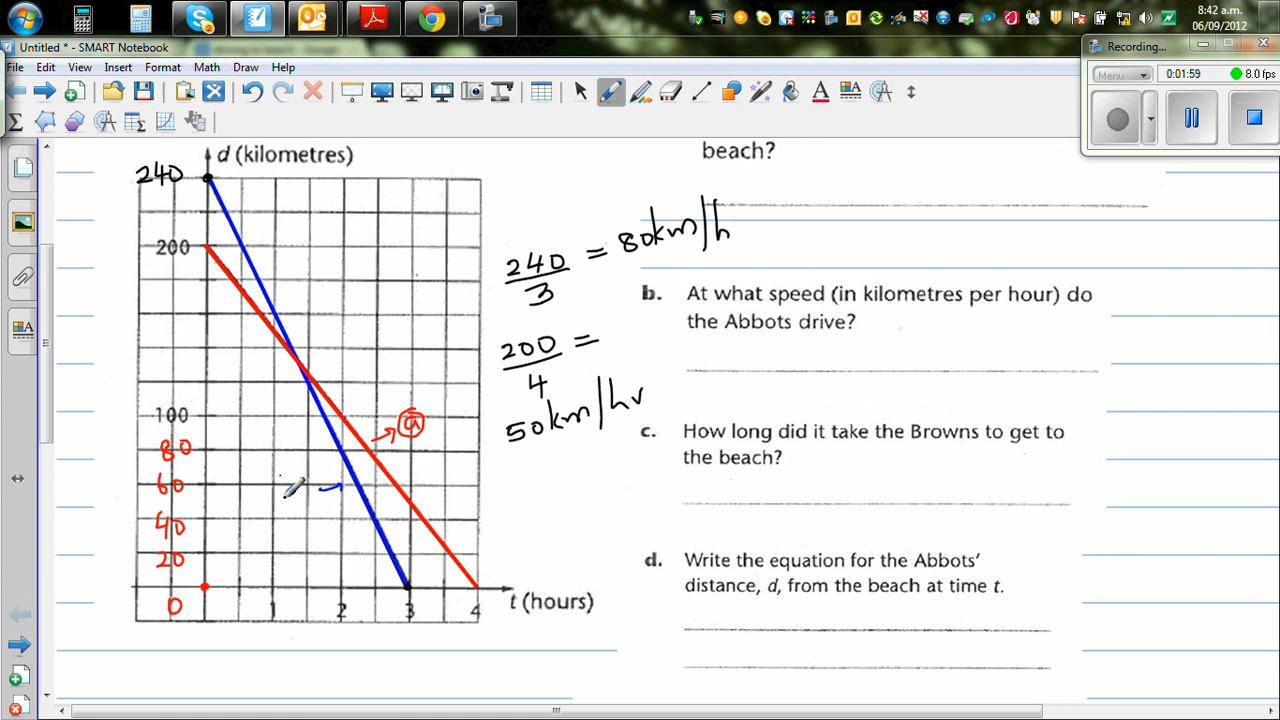 8:42 a.m.
06/09/2012
Untitled * - SMART Notebook
File Edit View Insert Format Math Draw Help
Recording...
Menu
0:01:59
8.0 fps
d (kilometres)
240
200
100
80
60
40
20
0
1 2 3 4
t (hours)
a
240/3 = 80km/h
200/4 =
50km/hr
beach?
b. At what speed (in kilometres per hour) do
the Abbots drive?
c. How long did it take the Browns to get to
the beach?
d. Write the equation for the Abbots'
distance, d, from the beach at time t.